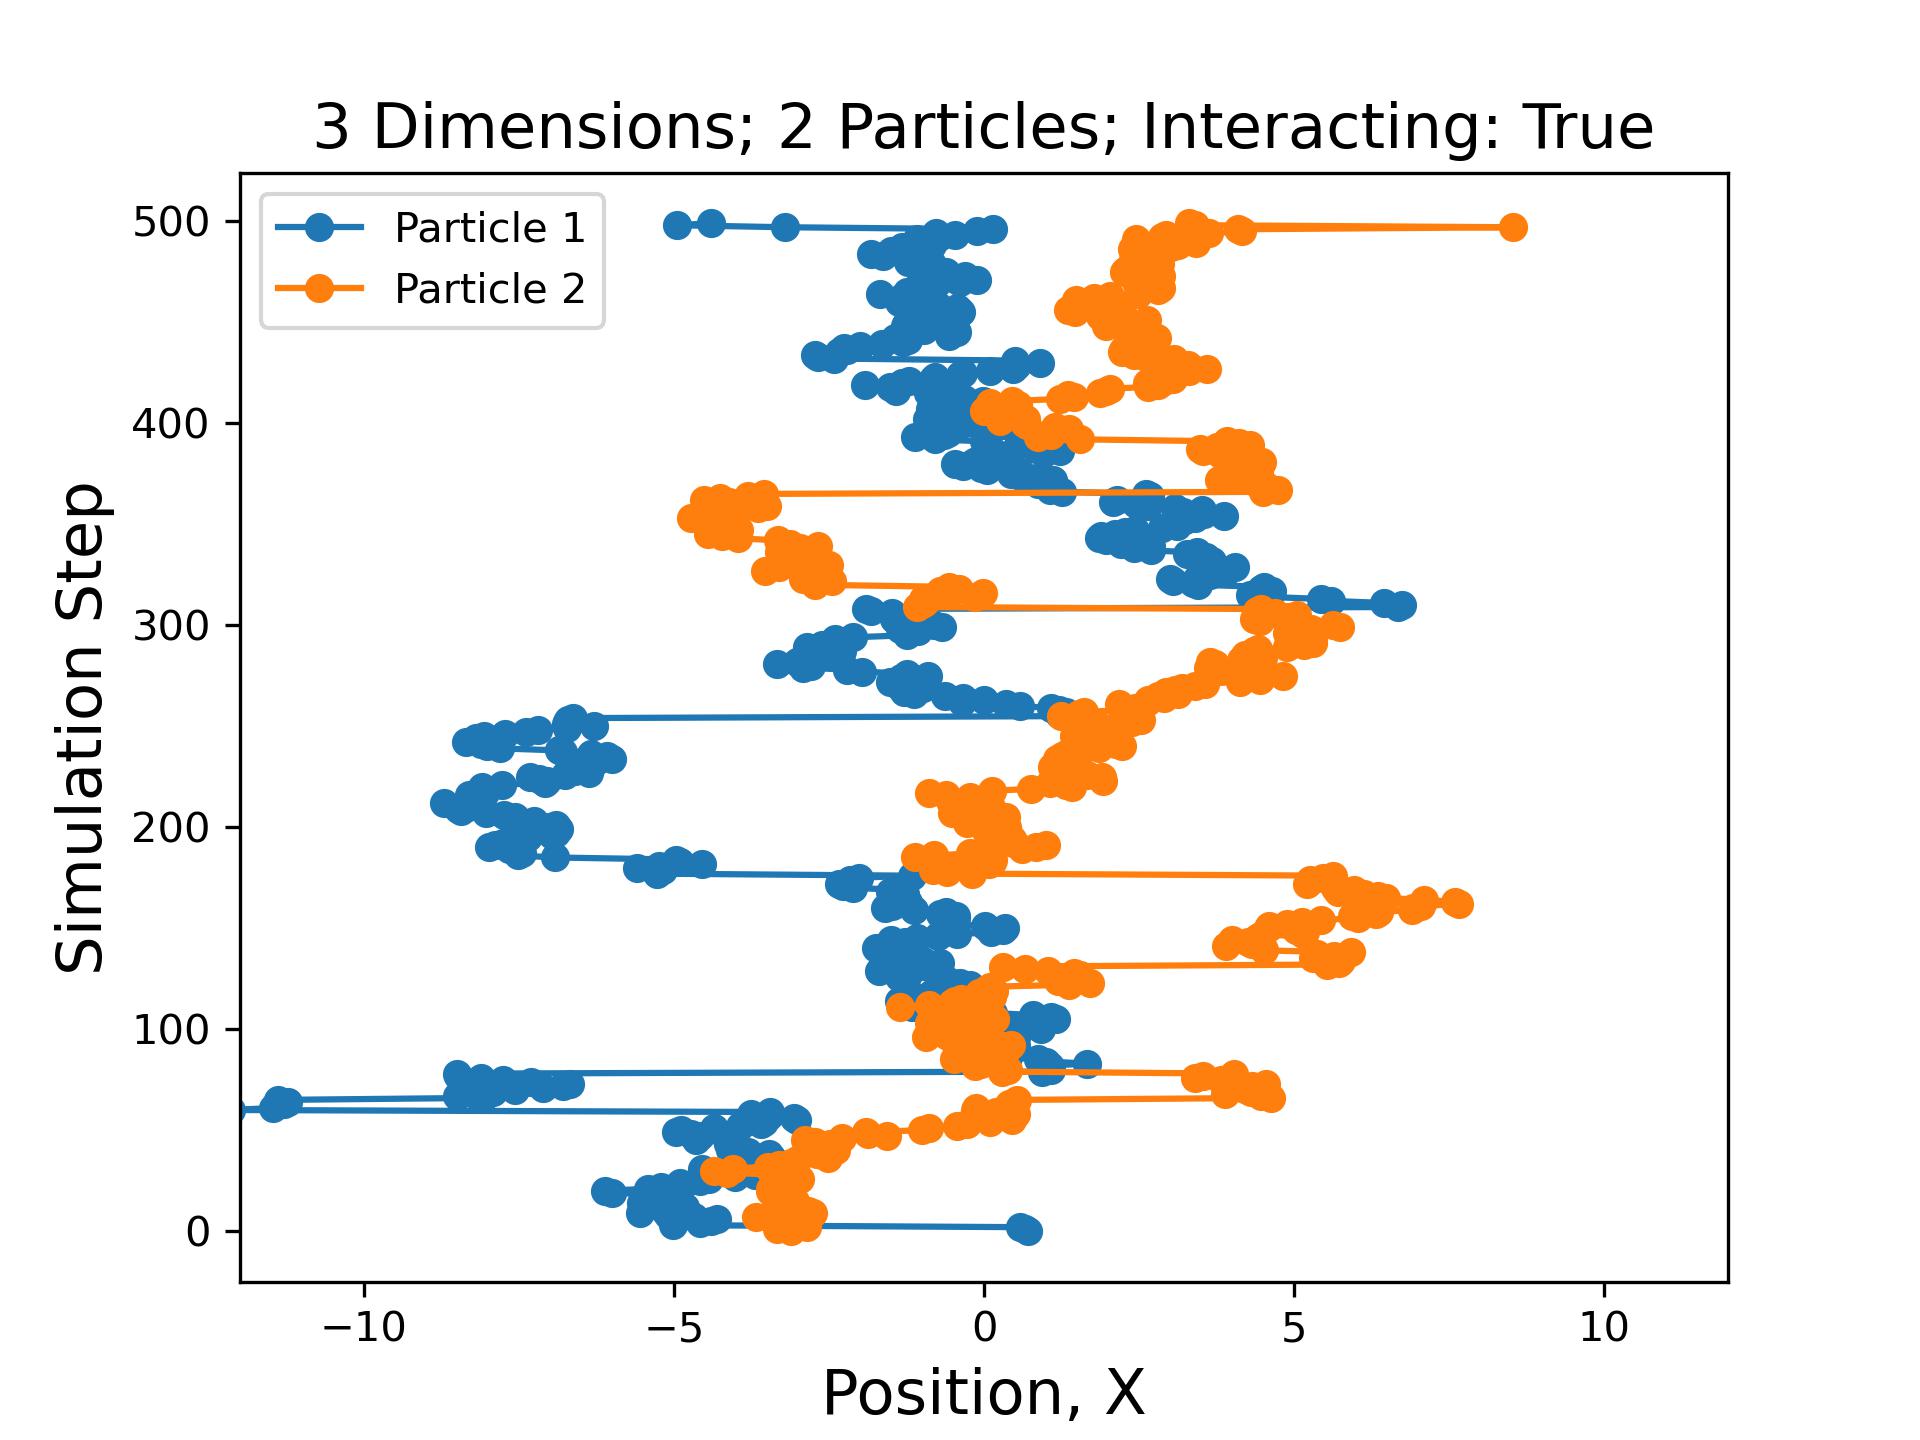 3 Dimensions; 2 Particles; Interacting: True
Particle 1
Particle 2
Simulation Step
500
400
300
200
100
0
−10
−5
0
5
10
Position, X